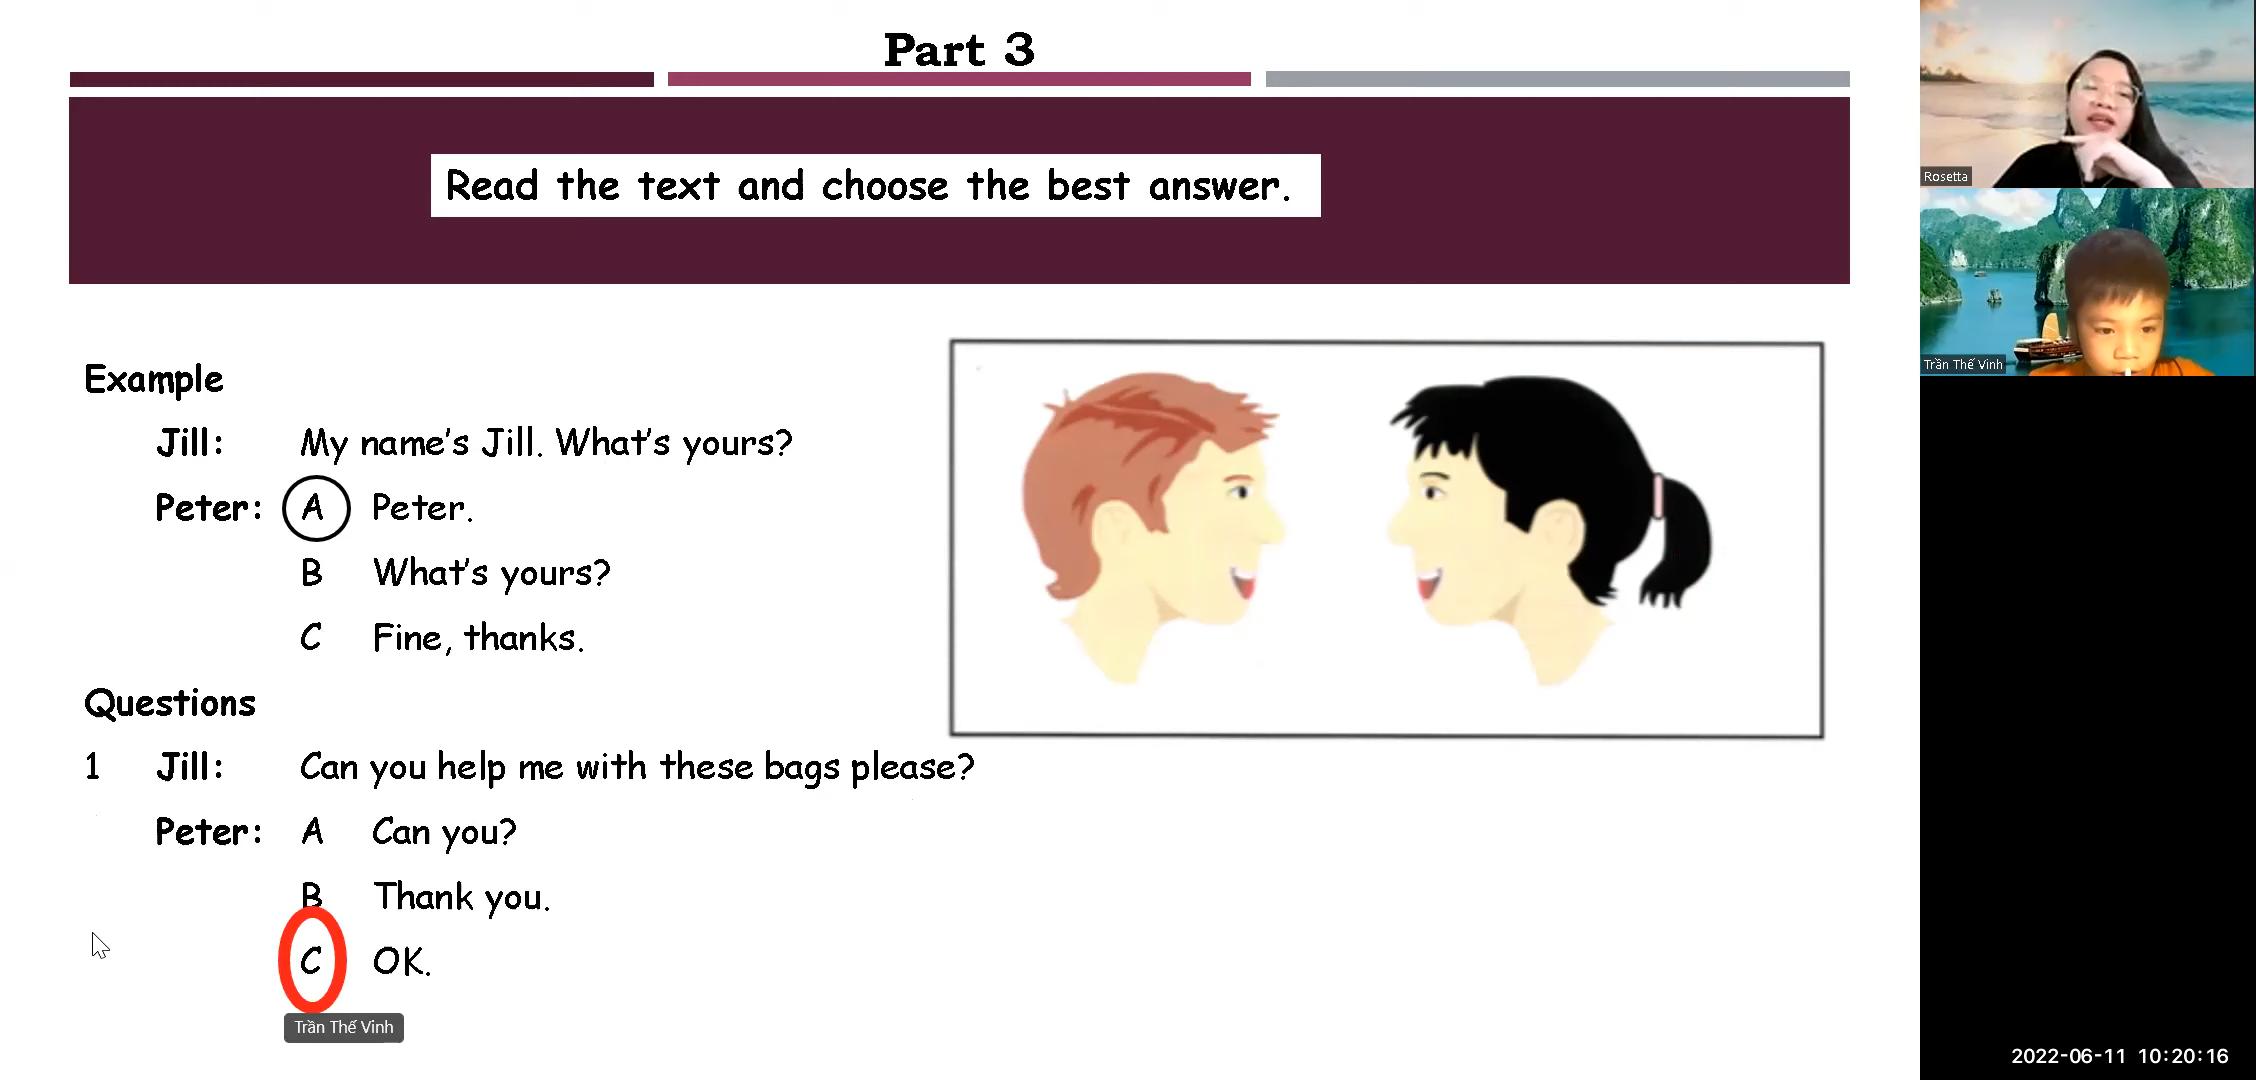 Part 3
Read the text and choose the best answer.
Example
Jill: My name's Jill. What's yours?
Peter: A Peter.
B What's yours?
C Fine, thanks.
Questions
1 Jill: Can you help me with these bags please?
Peter: A Can you?
B Thank you.
C OK.
Trần Thế Vinh
Rosetta
Trần Thế Vinh
2022-06-11 10:20:16